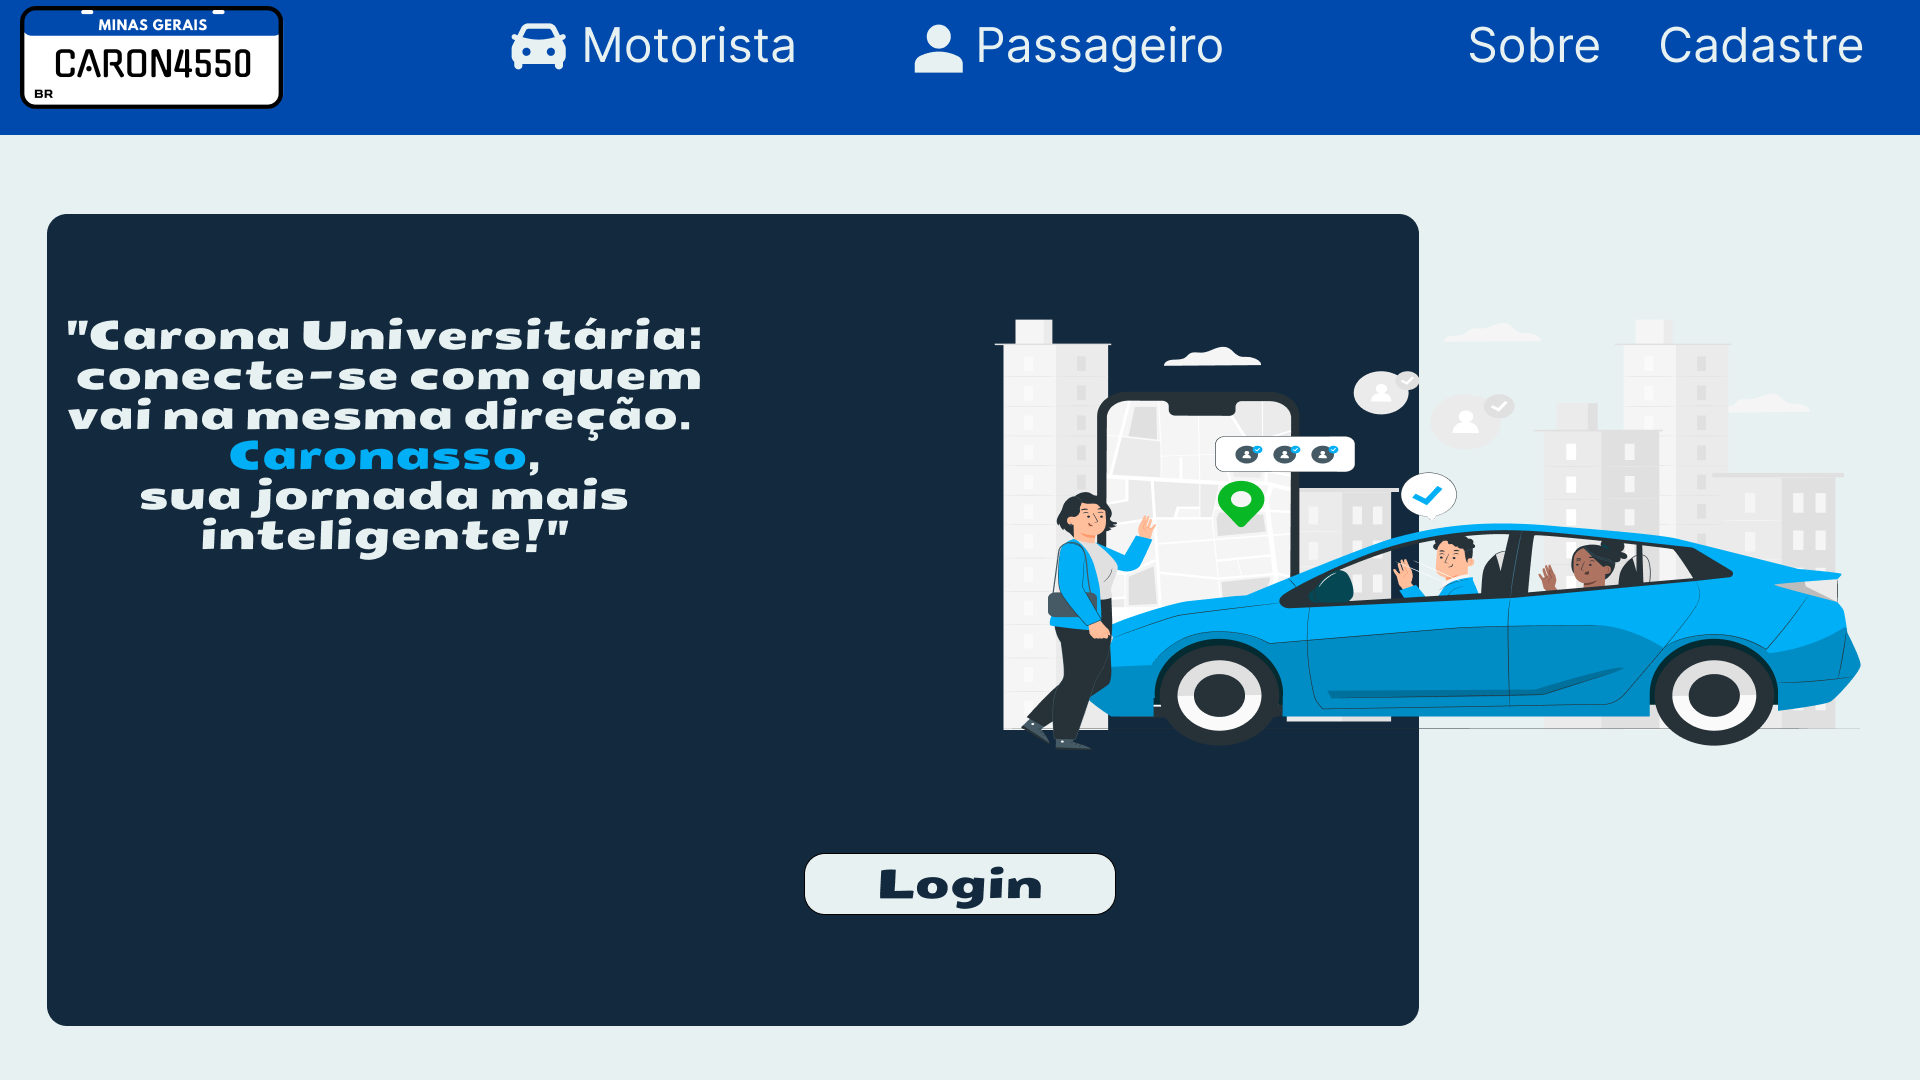 MINAS GERAIS
CARON4550
BR
Motorista
Passageiro
Sobre
Cadastre
"Carona Universitária:
conecte-se com quem
vai na mesma direção.
Caronasso,
sua jornada mais
inteligente!"
Login